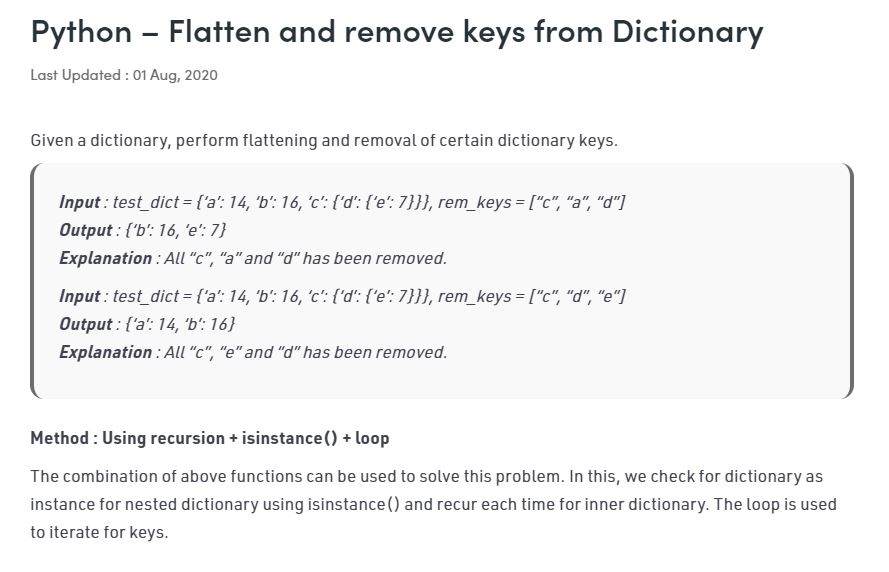 Python – Flatten and remove keys from Dictionary
Last Updated : 01 Aug, 2020
Given a dictionary, perform flattening and removal of certain dictionary keys.
Input : test_dict = {‘a’: 14, ‘b’: 16, ‘c’: {‘d’: {‘e’: 7}}}, rem_keys = [“c”, “a”, “d”]
Output : {‘b’: 16, ‘e’: 7}
Explanation : All “c”, “a” and “d” has been removed.
Input : test_dict = {‘a’: 14, ‘b’: 16, ‘c’: {‘d’: {‘e’: 7}}}, rem_keys = [“c”, “d”, “e”]
Output : {‘a’: 14, ‘b’: 16}
Explanation : All “c”, “e” and “d” has been removed.
Method : Using recursion + isinstance() + loop
The combination of above functions can be used to solve this problem. In this, we check for dictionary as
instance for nested dictionary using isinstance() and recur each time for inner dictionary. The loop is used
to iterate for keys.